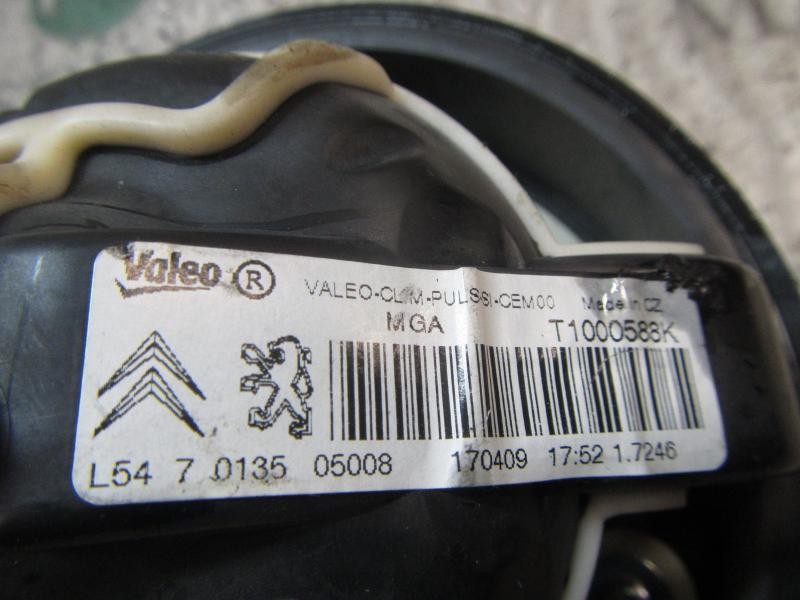 Valeo ® VALEO-CLIM-PULSSI-CEM00 Made in CZ
MGA T1000588K
L54 7 0135 05008 170409 17:52 1.7246